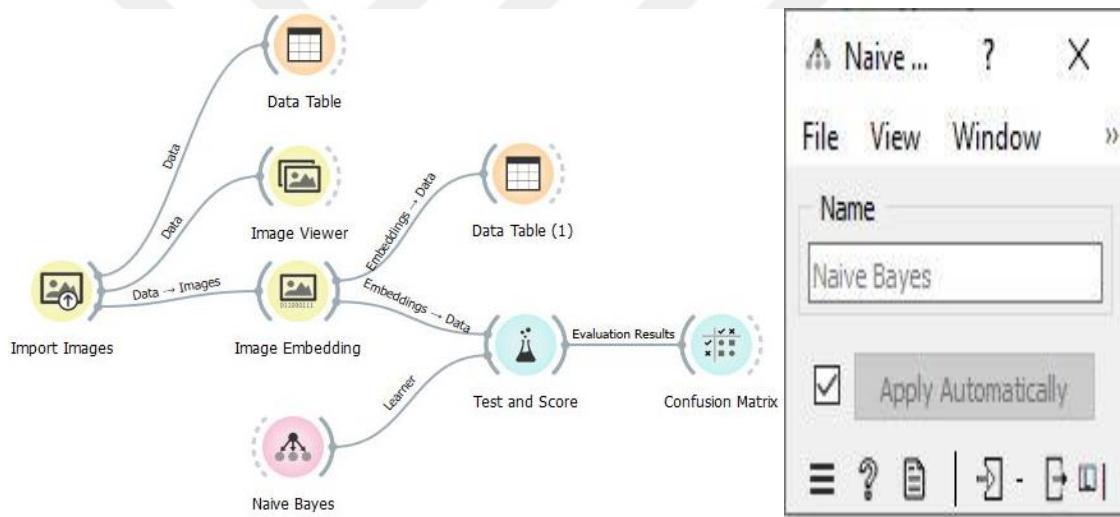 Data Table
Data
Image Viewer
Data
Data Table (1)
Embeddings → Data
Import Images
Data → Images
Image Embedding
011000111
Embeddings → Data
Test and Score
Evaluation Results
Confusion Matrix
Learner
Naive Bayes
Naive ... ? X
File View Window »
Name
Naive Bayes
Apply Automatically